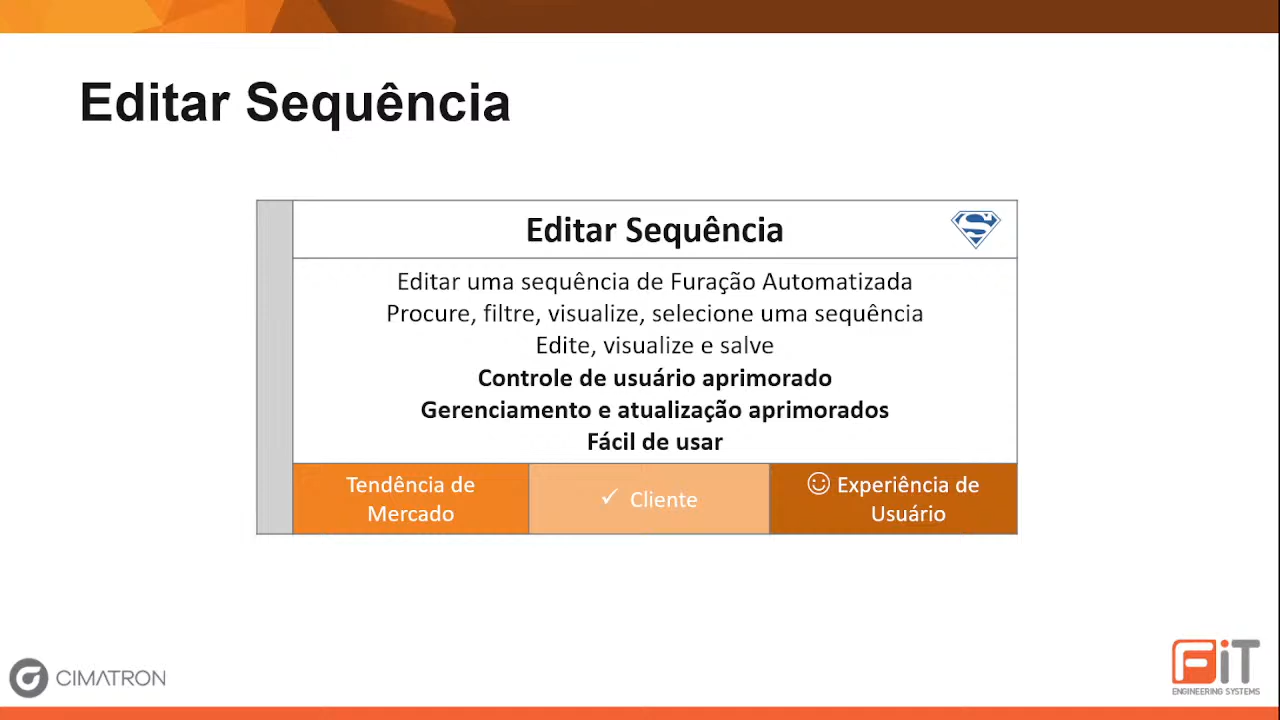 Editar Sequência
Editar Sequência
Editar uma sequência de Furação Automatizada
Procure, filtre, visualize, selecione uma sequência
Edite, visualize e salve
Controle de usuário aprimorado
Gerenciamento e atualização aprimorados
Fácil de usar
Tendência de
Mercado
✓ Cliente
☺ Experiência de
Usuário
CIMATRON
FiT
ENGINEERING SYSTEMS